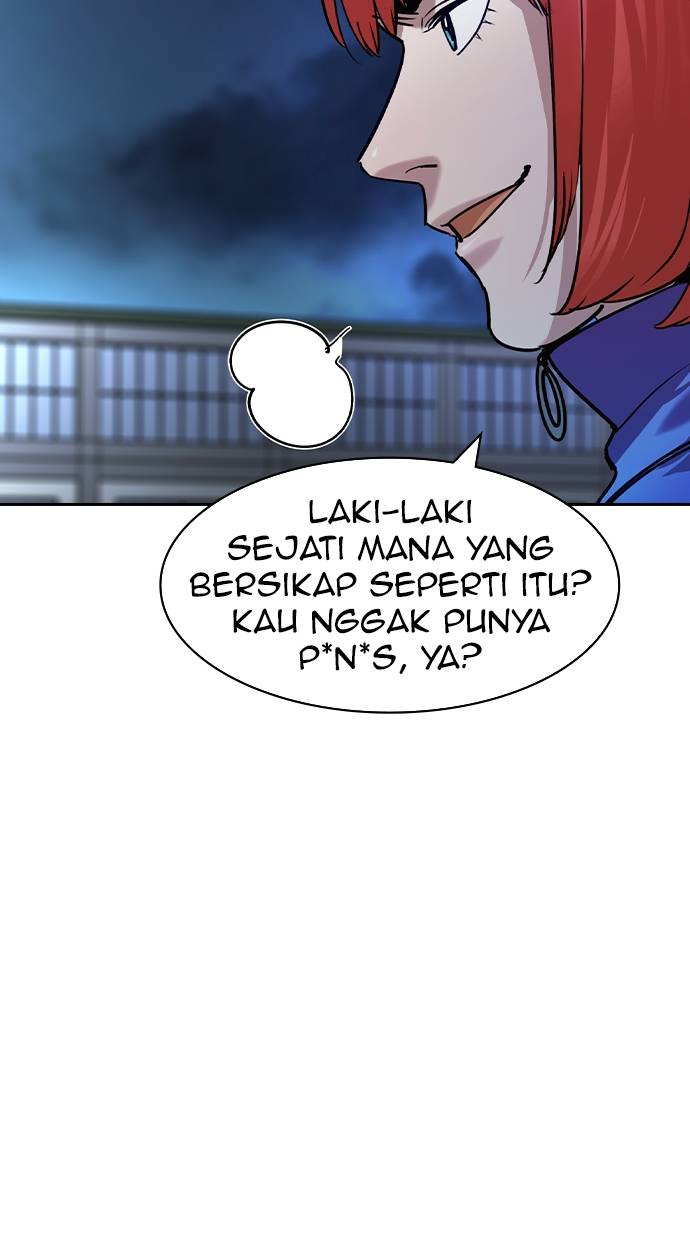 LAKI-LAKI
SEJATI MANA YANG
BERSIKAP SEPERTI ITU?
KAU NGGAK PUNYA
P*N*S, YA?